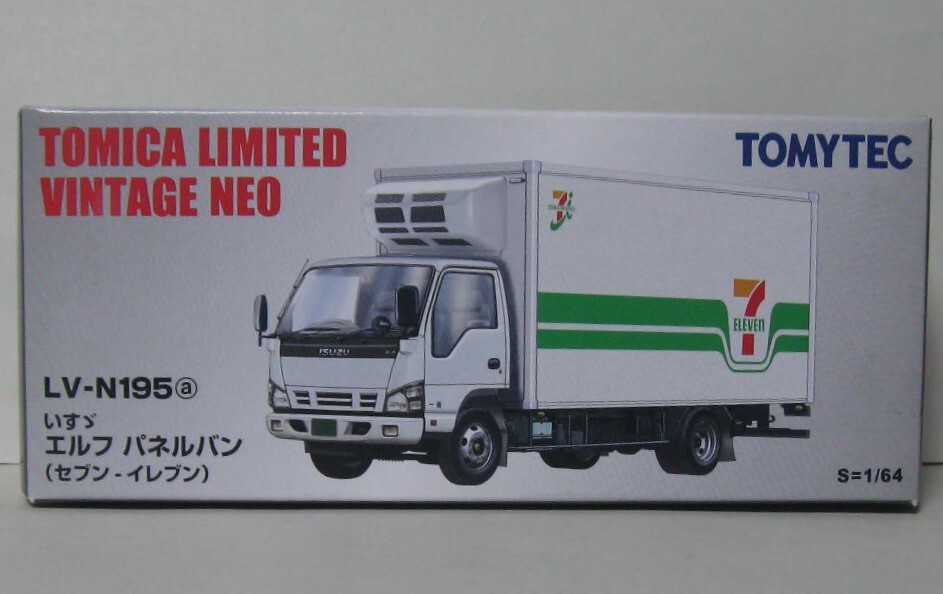 TOMICA LIMITED
VINTAGE NEO
TOMYTEC
7
ELEVEN
ISUZU
LV-N195ⓐ
いすゞ
エルフ パネルバン
(セブン-イレブン)
S=1/64